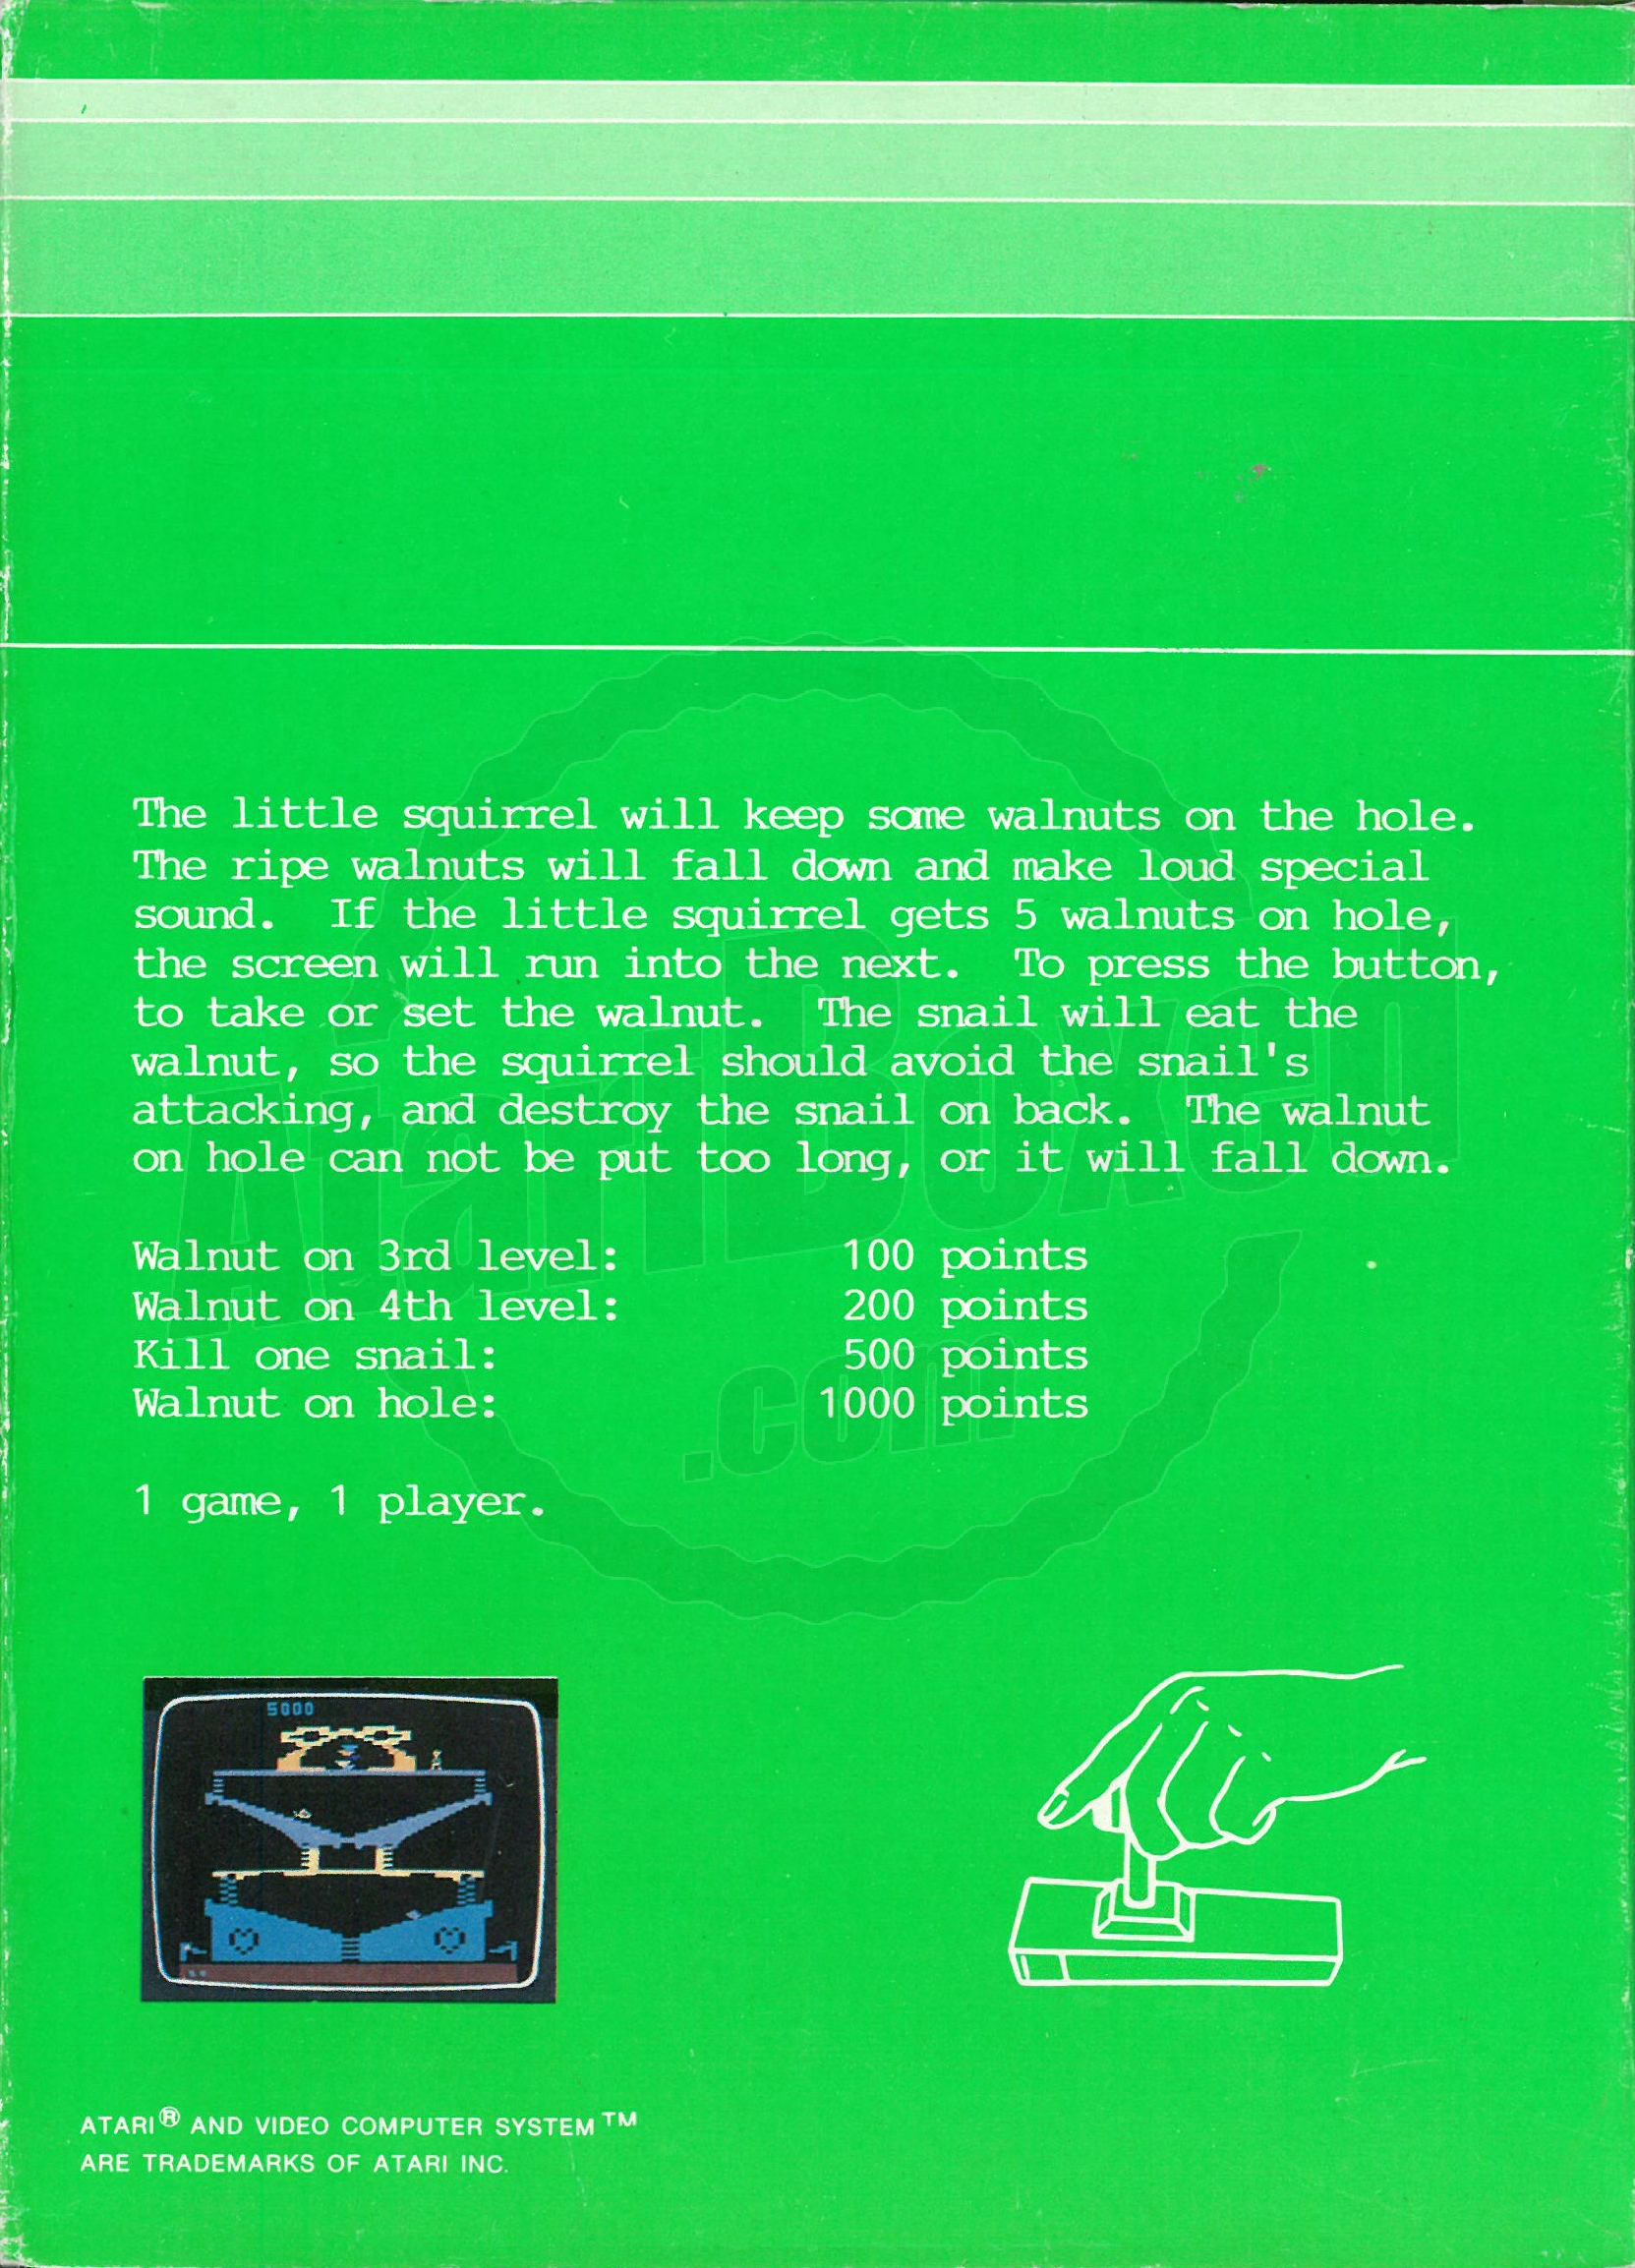 The little squirrel will keep some walnuts on the hole.
The ripe walnuts will fall down and make loud special
sound. If the little squirrel gets 5 walnuts on hole,
the screen will run into the next. To press the button,
to take or set the walnut. The snail will eat the
walnut, so the squirrel should avoid the snail's
attacking, and destroy the snail on back. The walnut
on hole can not be put too long, or it will fall down.
Walnut on 3rd level: 100 points
Walnut on 4th level: 200 points
Kill one snail: 500 points
Walnut on hole: 1000 points
1 game, 1 player.
AtariBoxed
.com
5000
ATARI® AND VIDEO COMPUTER SYSTEM™
ARE TRADEMARKS OF ATARI INC.